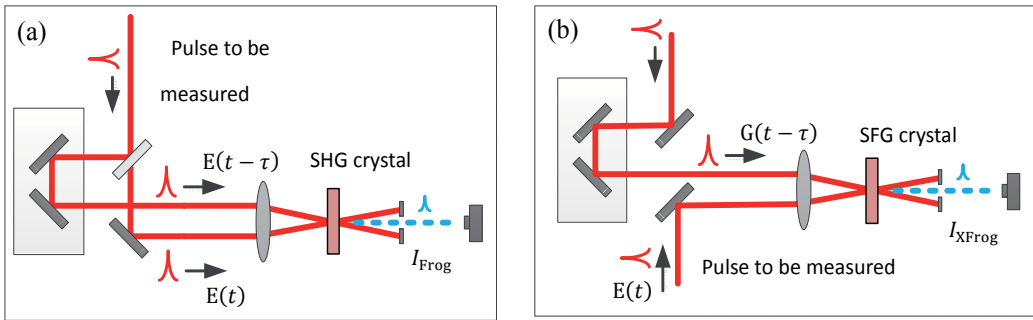 (a)
Pulse to be
measured
E(t − τ)
SHG crystal
I_Frog
E(t)
(b)
G(t − τ)
SFG crystal
I_XFrog
Pulse to be measured
E(t)